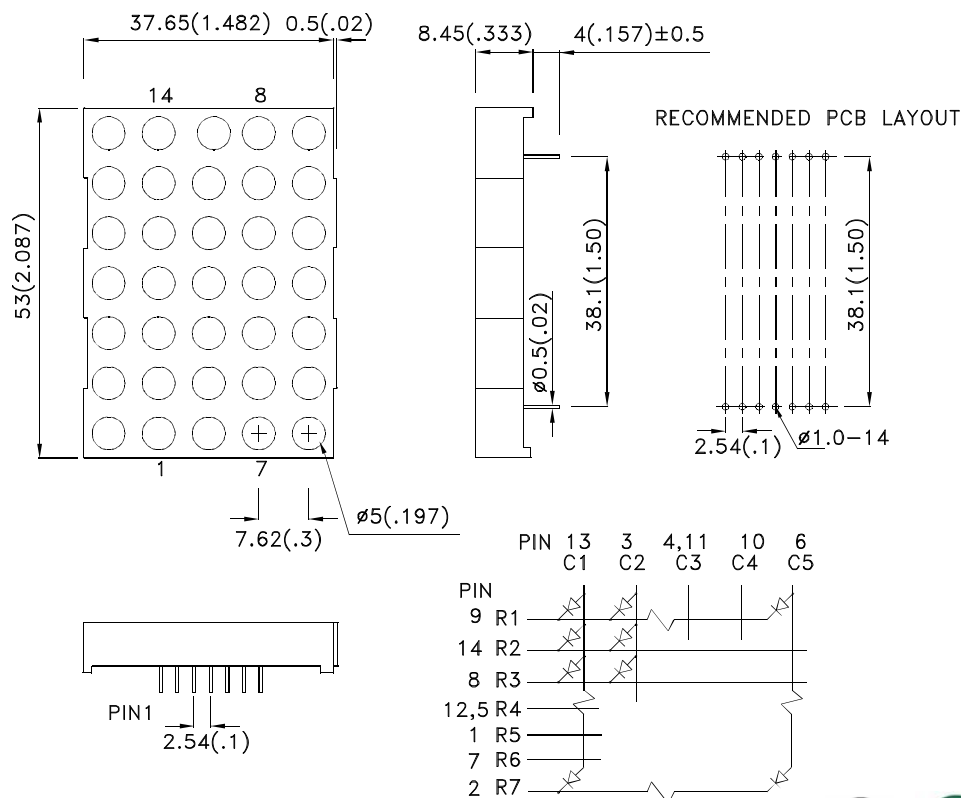 37.65(1.482) 0.5(.02)
8.45(.333) 4(.157)±0.5
14 8
RECOMMENDED PCB LAYOUT
53(2.087)
38.1(1.50)
ø0.5(.02)
38.1(1.50)
1 7
2.54(.1) ø1.0-14
ø5(.197)
7.62(.3)
PIN 13 3 4,11 10 6
C1 C2 C3 C4 C5
PIN
9 R1
14 R2
8 R3
12,5 R4
1 R5
7 R6
2 R7
PIN1
2.54(.1)